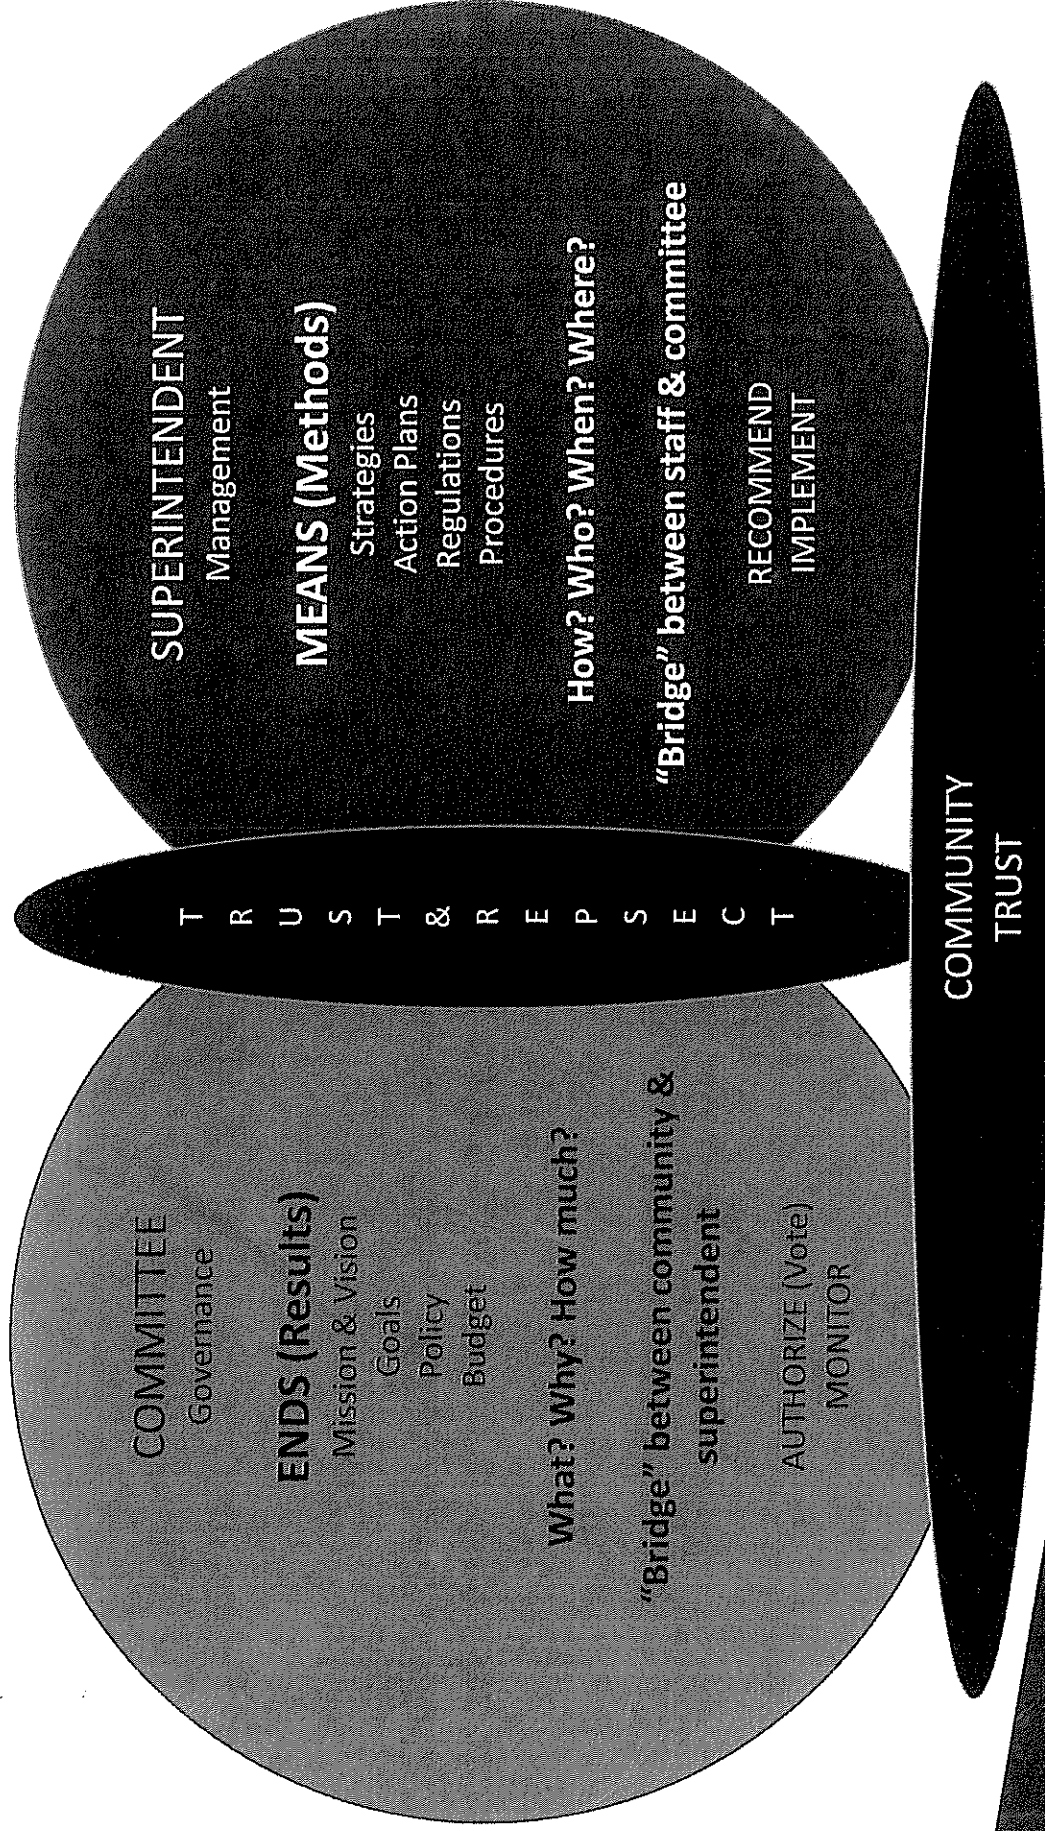 COMMITTEE
Governance
ENDS (Results)
Mission & Vision
Goals
Policy
Budget
What? Why? How much?
“Bridge” between community &
superintendent
AUTHORIZE (Vote)
MONITOR
T
R
U
S
T
&
R
E
P
S
E
C
T
SUPERINTENDENT
Management
MEANS (Methods)
Strategies
Action Plans
Regulations
Procedures
How? Who? When? Where?
“Bridge” between staff & committee
RECOMMEND
IMPLEMENT
COMMUNITY
TRUST